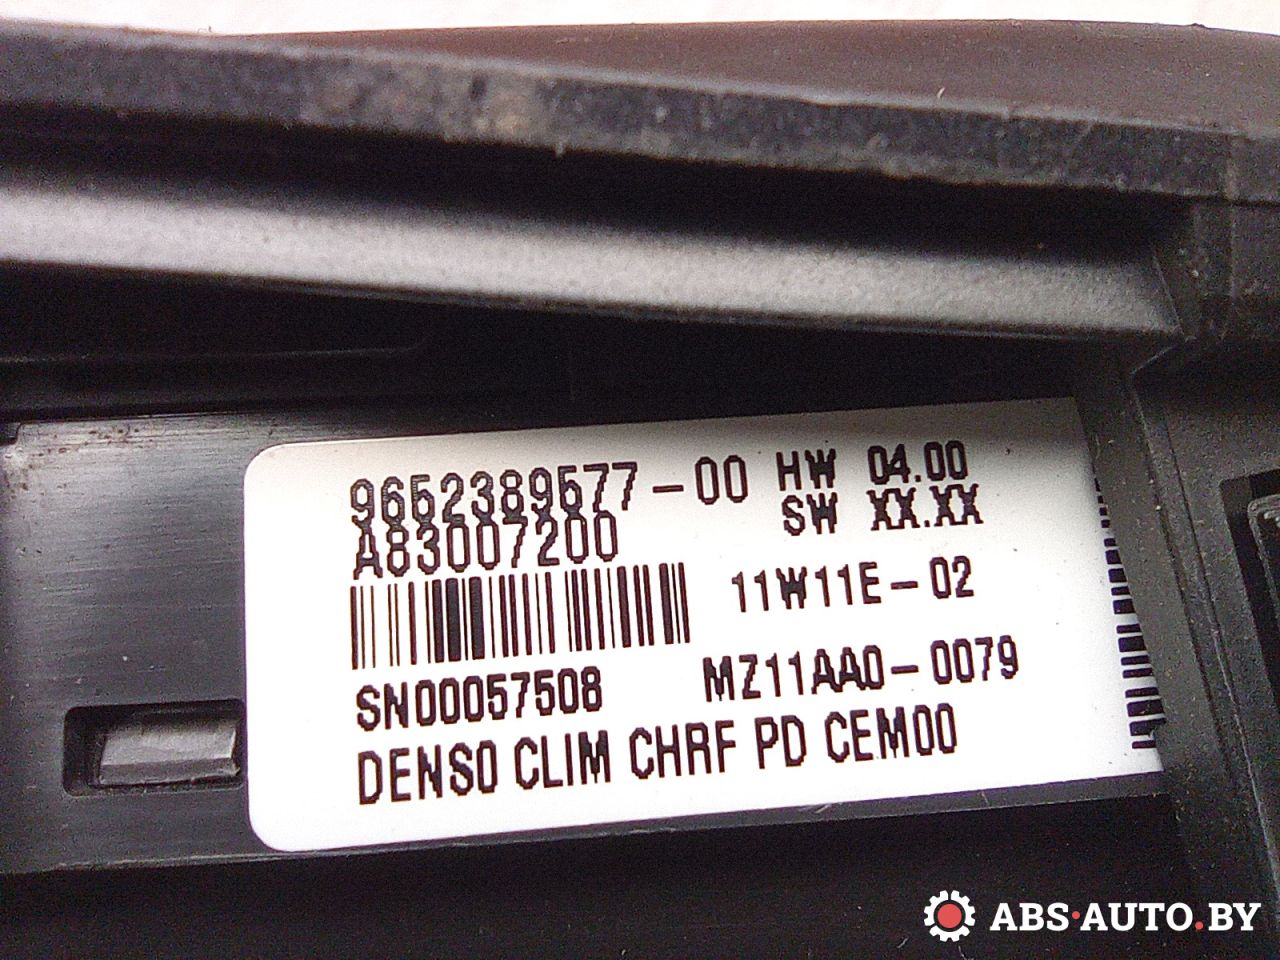 9652389577-00 HW 04.00
A83007200 SW XX.XX
11W11E-02
SN00057508 MZ11AA0-0079
DENSO CLIM CHRF PD CEM00
ABS·AUTO.BY